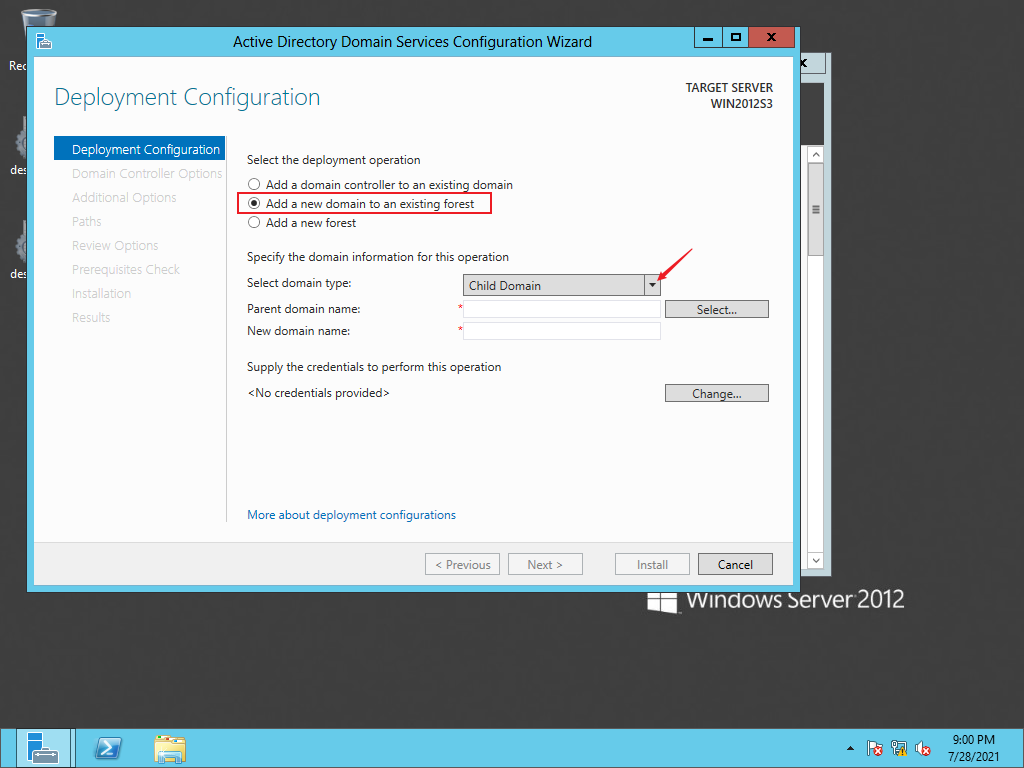 Rec
des
des
Active Directory Domain Services Configuration Wizard
Deployment Configuration
TARGET SERVER
WIN2012S3
Deployment Configuration
Domain Controller Options
Additional Options
Paths
Review Options
Prerequisites Check
Installation
Results
Select the deployment operation
Add a domain controller to an existing domain
Add a new domain to an existing forest
Add a new forest
Specify the domain information for this operation
Select domain type:
Child Domain
Parent domain name:
*
Select...
New domain name:
*
Supply the credentials to perform this operation
<No credentials provided>
Change...
More about deployment configurations
< Previous
Next >
Install
Cancel
Windows Server 2012
9:00 PM
7/28/2021